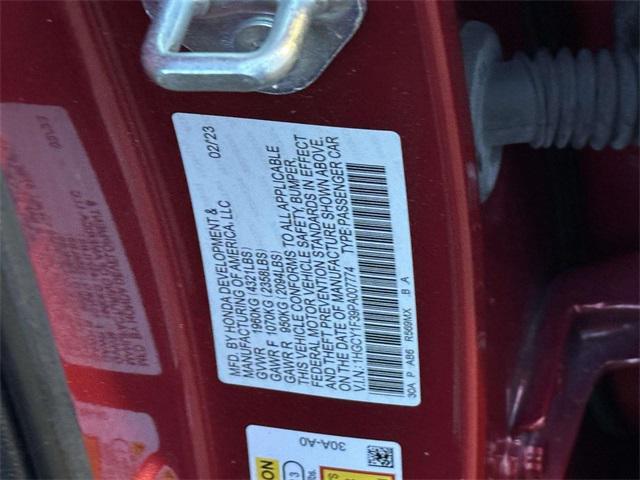 MFD. BY HONDA DEVELOPMENT & 02/23
MANUFACTURING OF AMERICA, LLC
GVWR 1960KG (4321LBS)
GAWR F 1070KG (2358LBS)
GAWR R 950KG (2094LBS)
THIS VEHICLE CONFORMS TO ALL APPLICABLE
FEDERAL MOTOR VEHICLE SAFETY, BUMPER,
AND THEFT PREVENTION STANDARDS IN EFFECT
ON THE DATE OF MANUFACTURE SHOWN ABOVE.
V.I.N.: 1HGCY1F39PA077774 TYPE:PASSENGER CAR
30A P AB6 R569MX B A
30A-A0